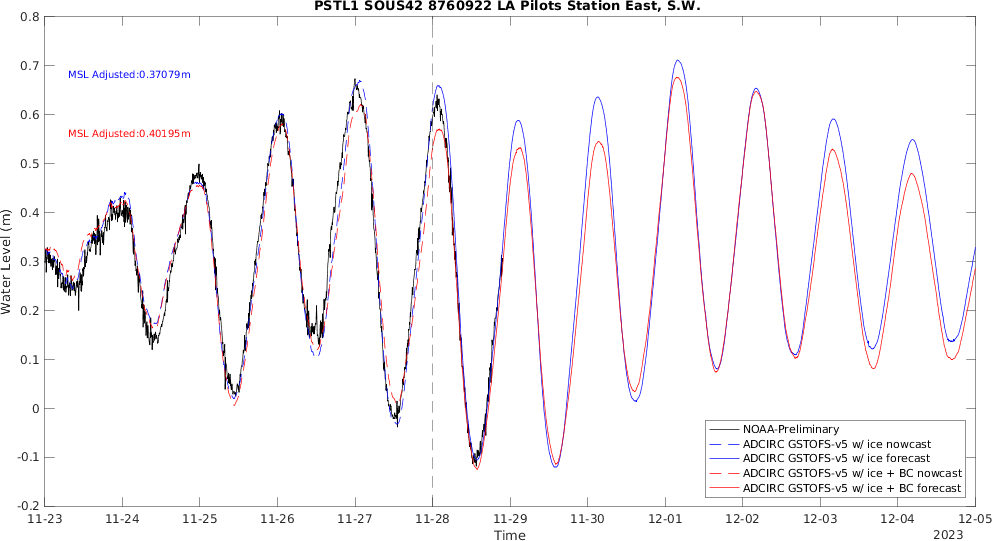 PSTL1 SOUS42 8760922 LA Pilots Station East, S.W.
0.8
0.7
0.6
0.5
0.4
0.3
0.2
0.1
0
-0.1
-0.2
Water Level (m)
MSL Adjusted:0.37079m
MSL Adjusted:0.40195m
NOAA-Preliminary
ADCIRC GSTOFS-v5 w/ ice nowcast
ADCIRC GSTOFS-v5 w/ ice forecast
ADCIRC GSTOFS-v5 w/ ice + BC nowcast
ADCIRC GSTOFS-v5 w/ ice + BC forecast
11-23 11-24 11-25 11-26 11-27 11-28 11-29 11-30 12-01 12-02 12-03 12-04 12-05
Time
2023